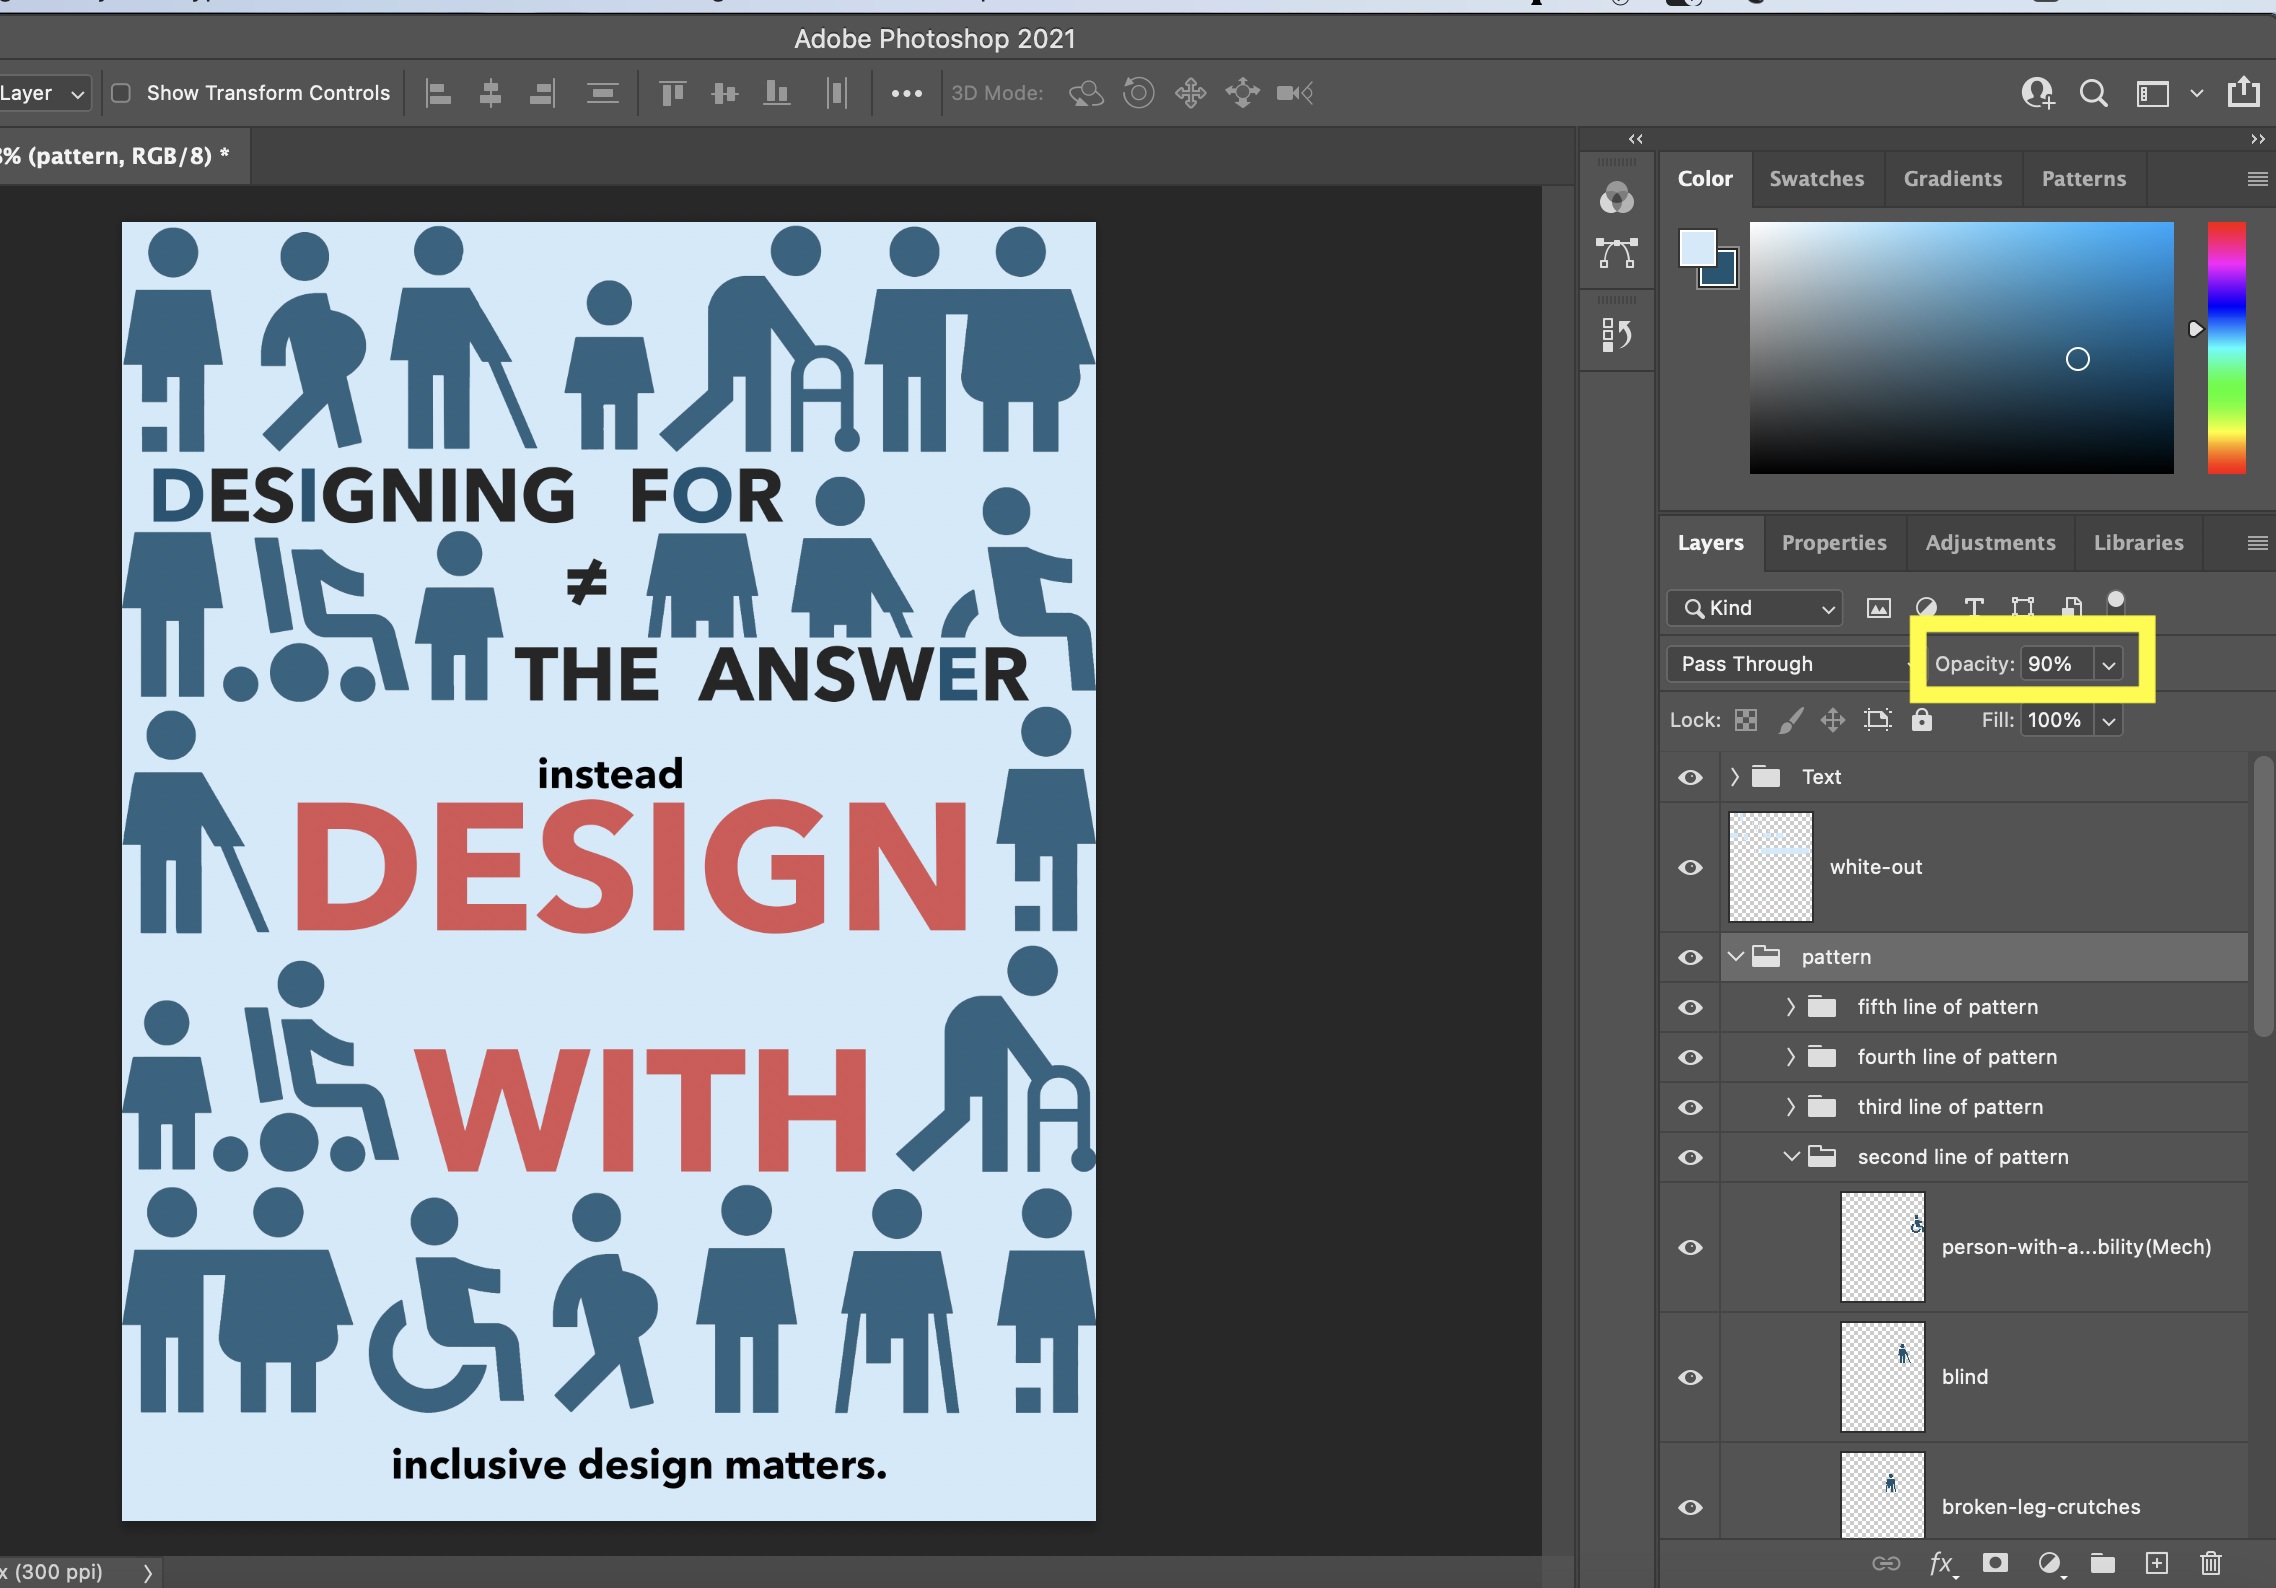 Adobe Photoshop 2021
Layer
Show Transform Controls
3D Mode:
% (pattern, RGB/8) *
Color
Swatches
Gradients
Patterns
DESIGNING FOR
≠
THE ANSWER
instead
DESIGN
WITH
inclusive design matters.
Layers
Properties
Adjustments
Libraries
Kind
Pass Through
Opacity: 90%
Lock:
Fill: 100%
Text
white-out
pattern
fifth line of pattern
fourth line of pattern
third line of pattern
second line of pattern
person-with-a...bility(Mech)
blind
broken-leg-crutches
fx
x (300 ppi)